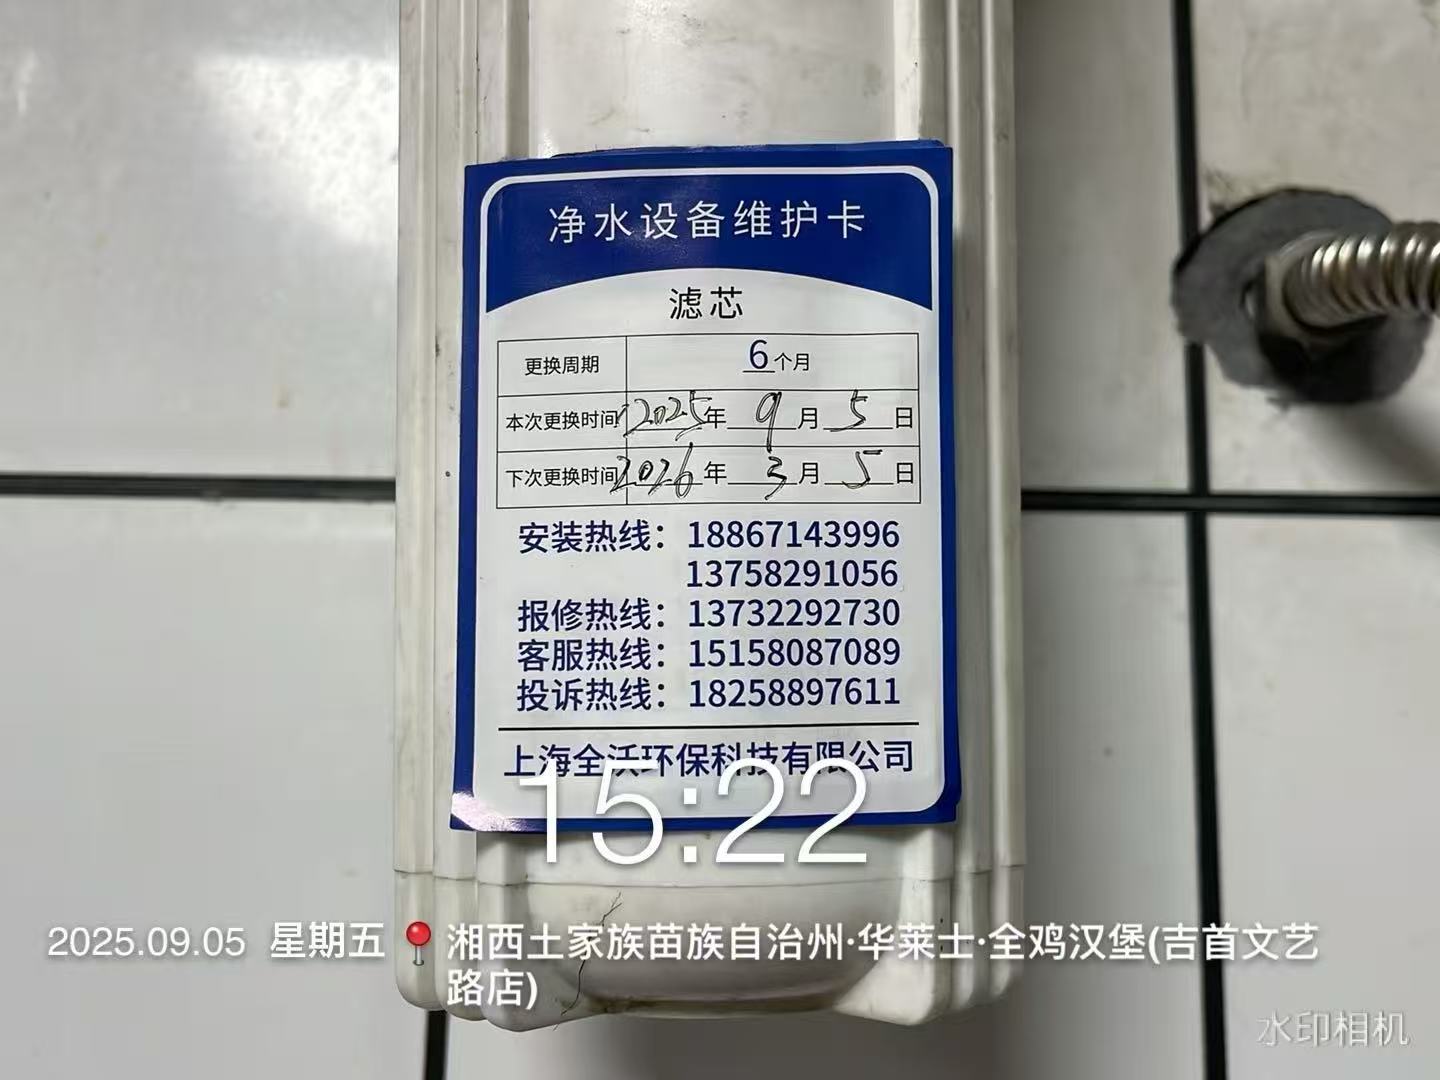 净水设备维护卡
滤芯
更换周期 6个月
本次更换时间 2025年 9月 5日
下次更换时间 2026年 3月 5日
安装热线：18867143996
13758291056
报修热线：13732292730
客服热线：15158087089
投诉热线：18258897611
上海全沃环保科技有限公司
15:22
2025.09.05 星期五 湘西土家族苗族自治州·华莱士·全鸡汉堡(吉首文艺
路店)
水印相机